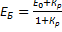 E_Б = (E_0+K_p)/(1+K_p)